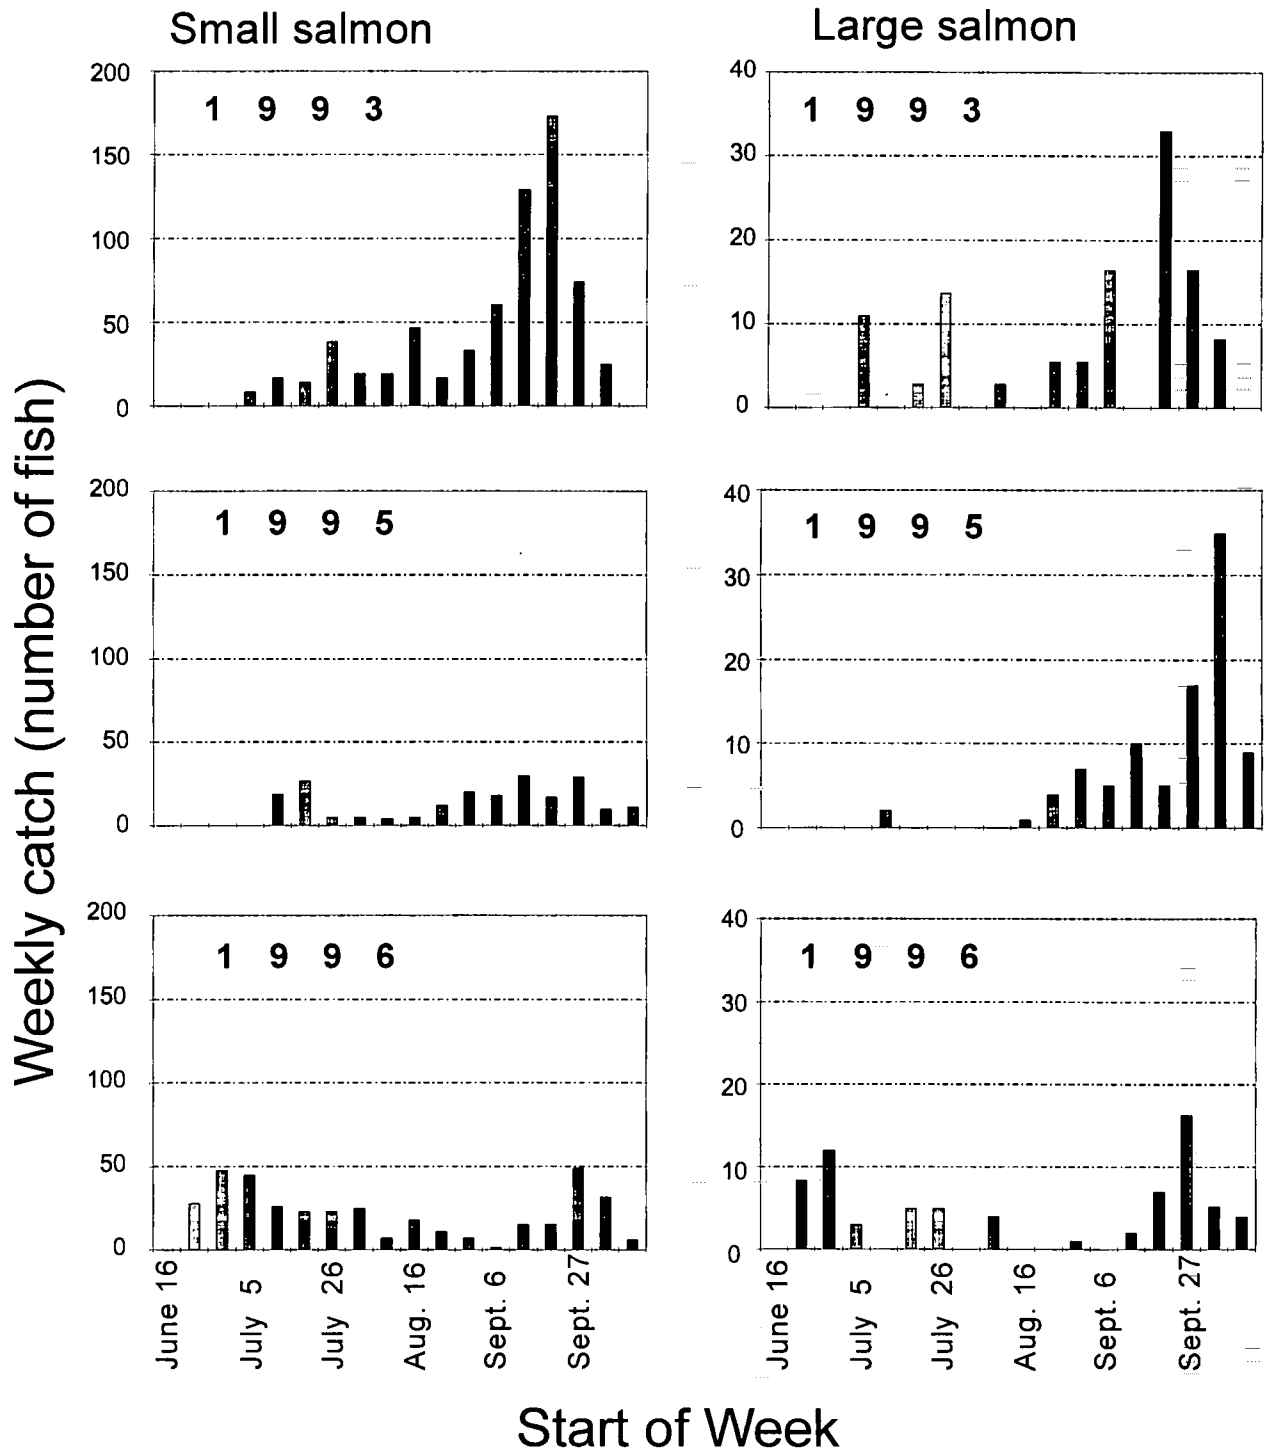 Small salmon
Large salmon
Weekly catch (number of fish)
200
150
100
50
0
1 9 9 3
40
30
20
10
0
1 9 9 3
200
150
100
50
0
1 9 9 5
40
30
20
10
0
1 9 9 5
200
150
100
50
0
1 9 9 6
40
30
20
10
0
1 9 9 6
June 16
July 5
July 26
Aug. 16
Sept. 6
Sept. 27
June 16
July 5
July 26
Aug. 16
Sept. 6
Sept. 27
Start of Week